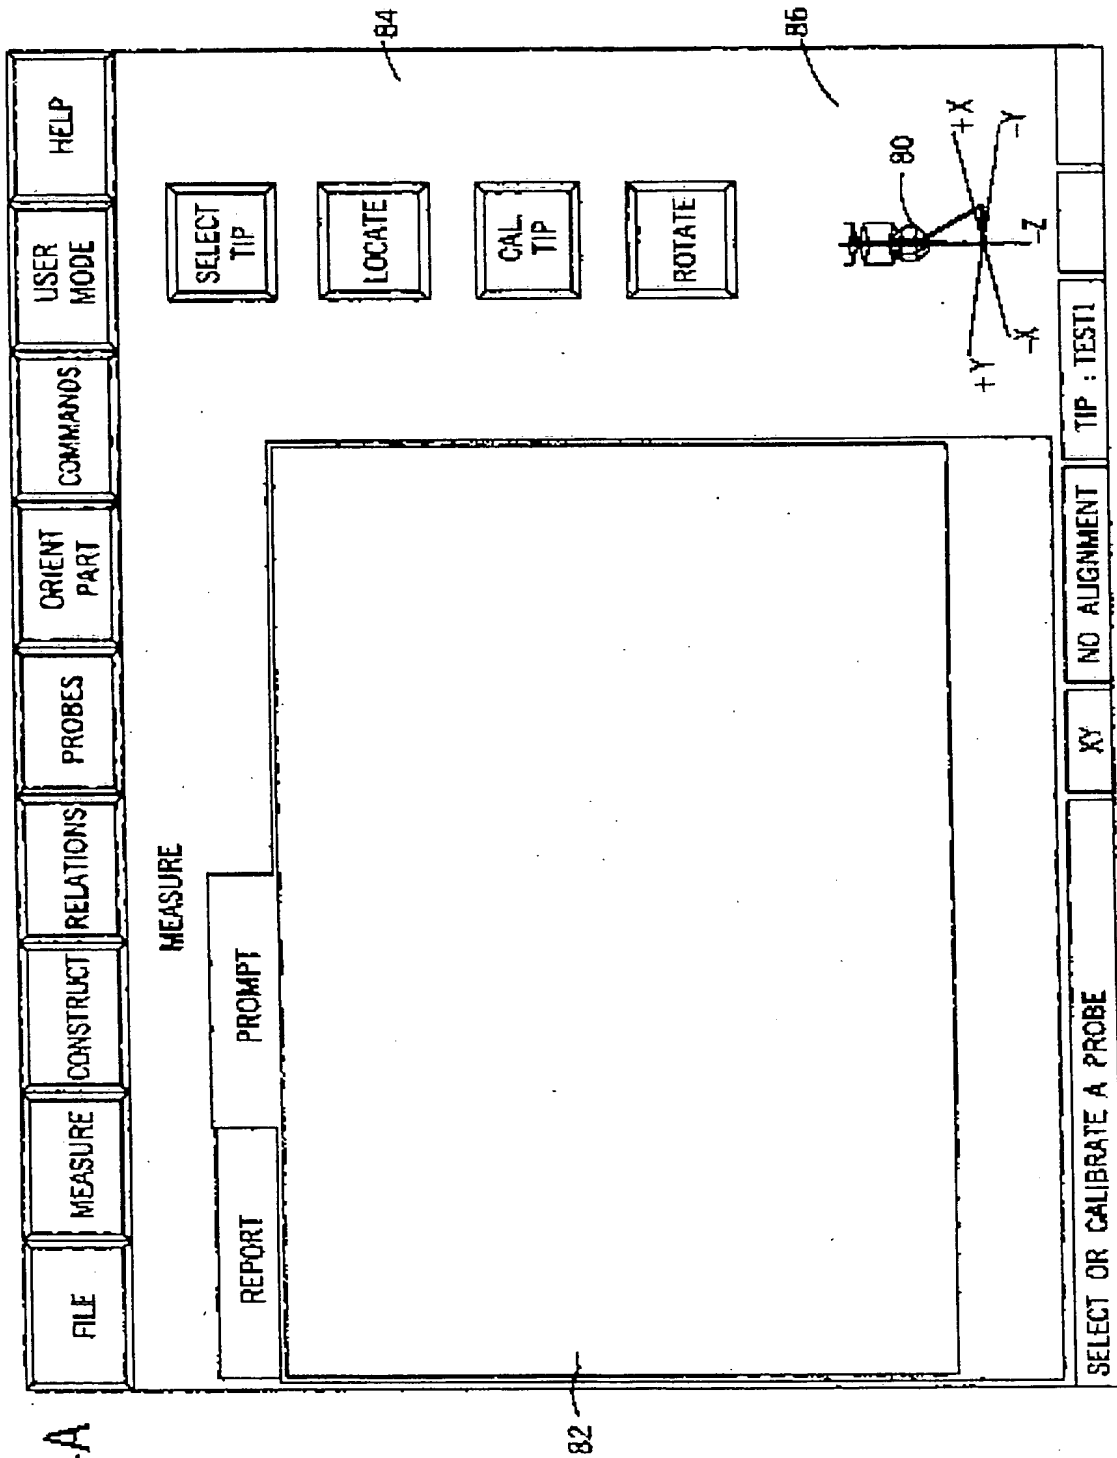 -A
FILE
MEASURE
CONSTRUCT
RELATIONS
PROBES
ORIENT
PART
COMMANDS
USER
MODE
HELP
MEASURE
REPORT
PROMPT
SELECT
TIP
LOCATE
CAL.
TIP
ROTATE
84
86
80
82
+X
-Y
-Z
-X
+Y
SELECT OR CALIBRATE A PROBE
XY
NO ALIGNMENT
TIP : TEST1